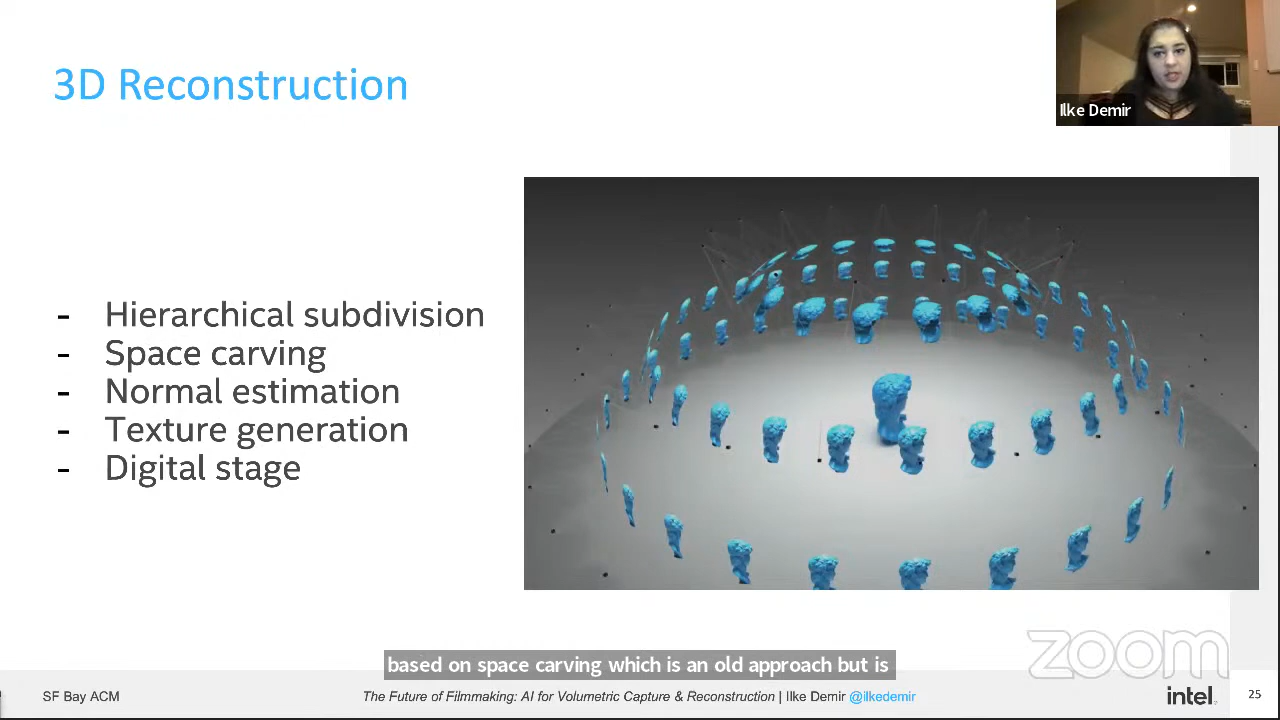 3D Reconstruction
Ilke Demir
- Hierarchical subdivision
- Space carving
- Normal estimation
- Texture generation
- Digital stage
zoom
based on space carving which is an old approach but is
SF Bay ACM
The Future of Filmmaking: AI for Volumetric Capture & Reconstruction | Ilke Demir @ilkedemir
intel.
25